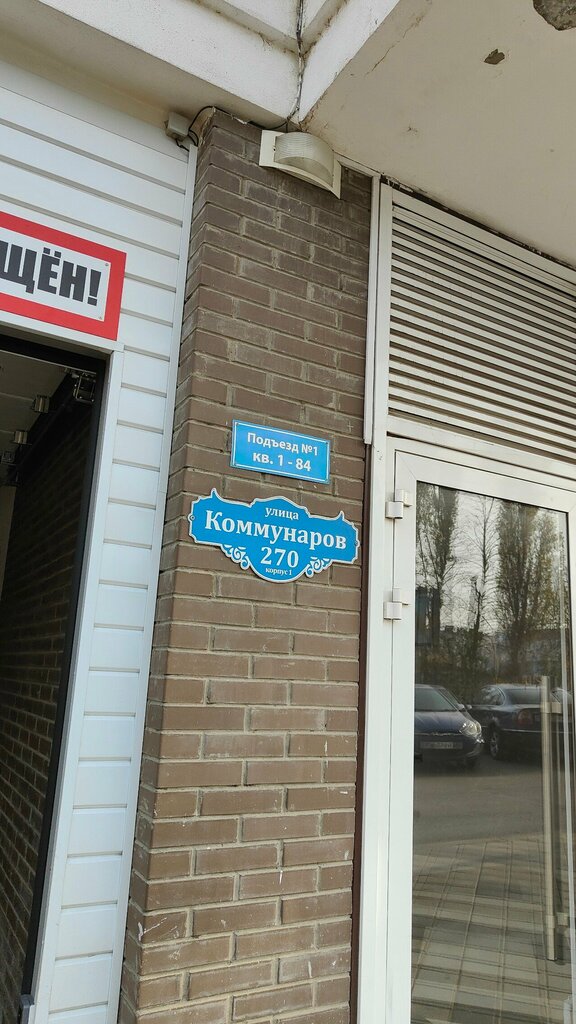 ЩЁН!
Подъезд №1
кв. 1 - 84
улица
Коммунаров
270
корпус 1